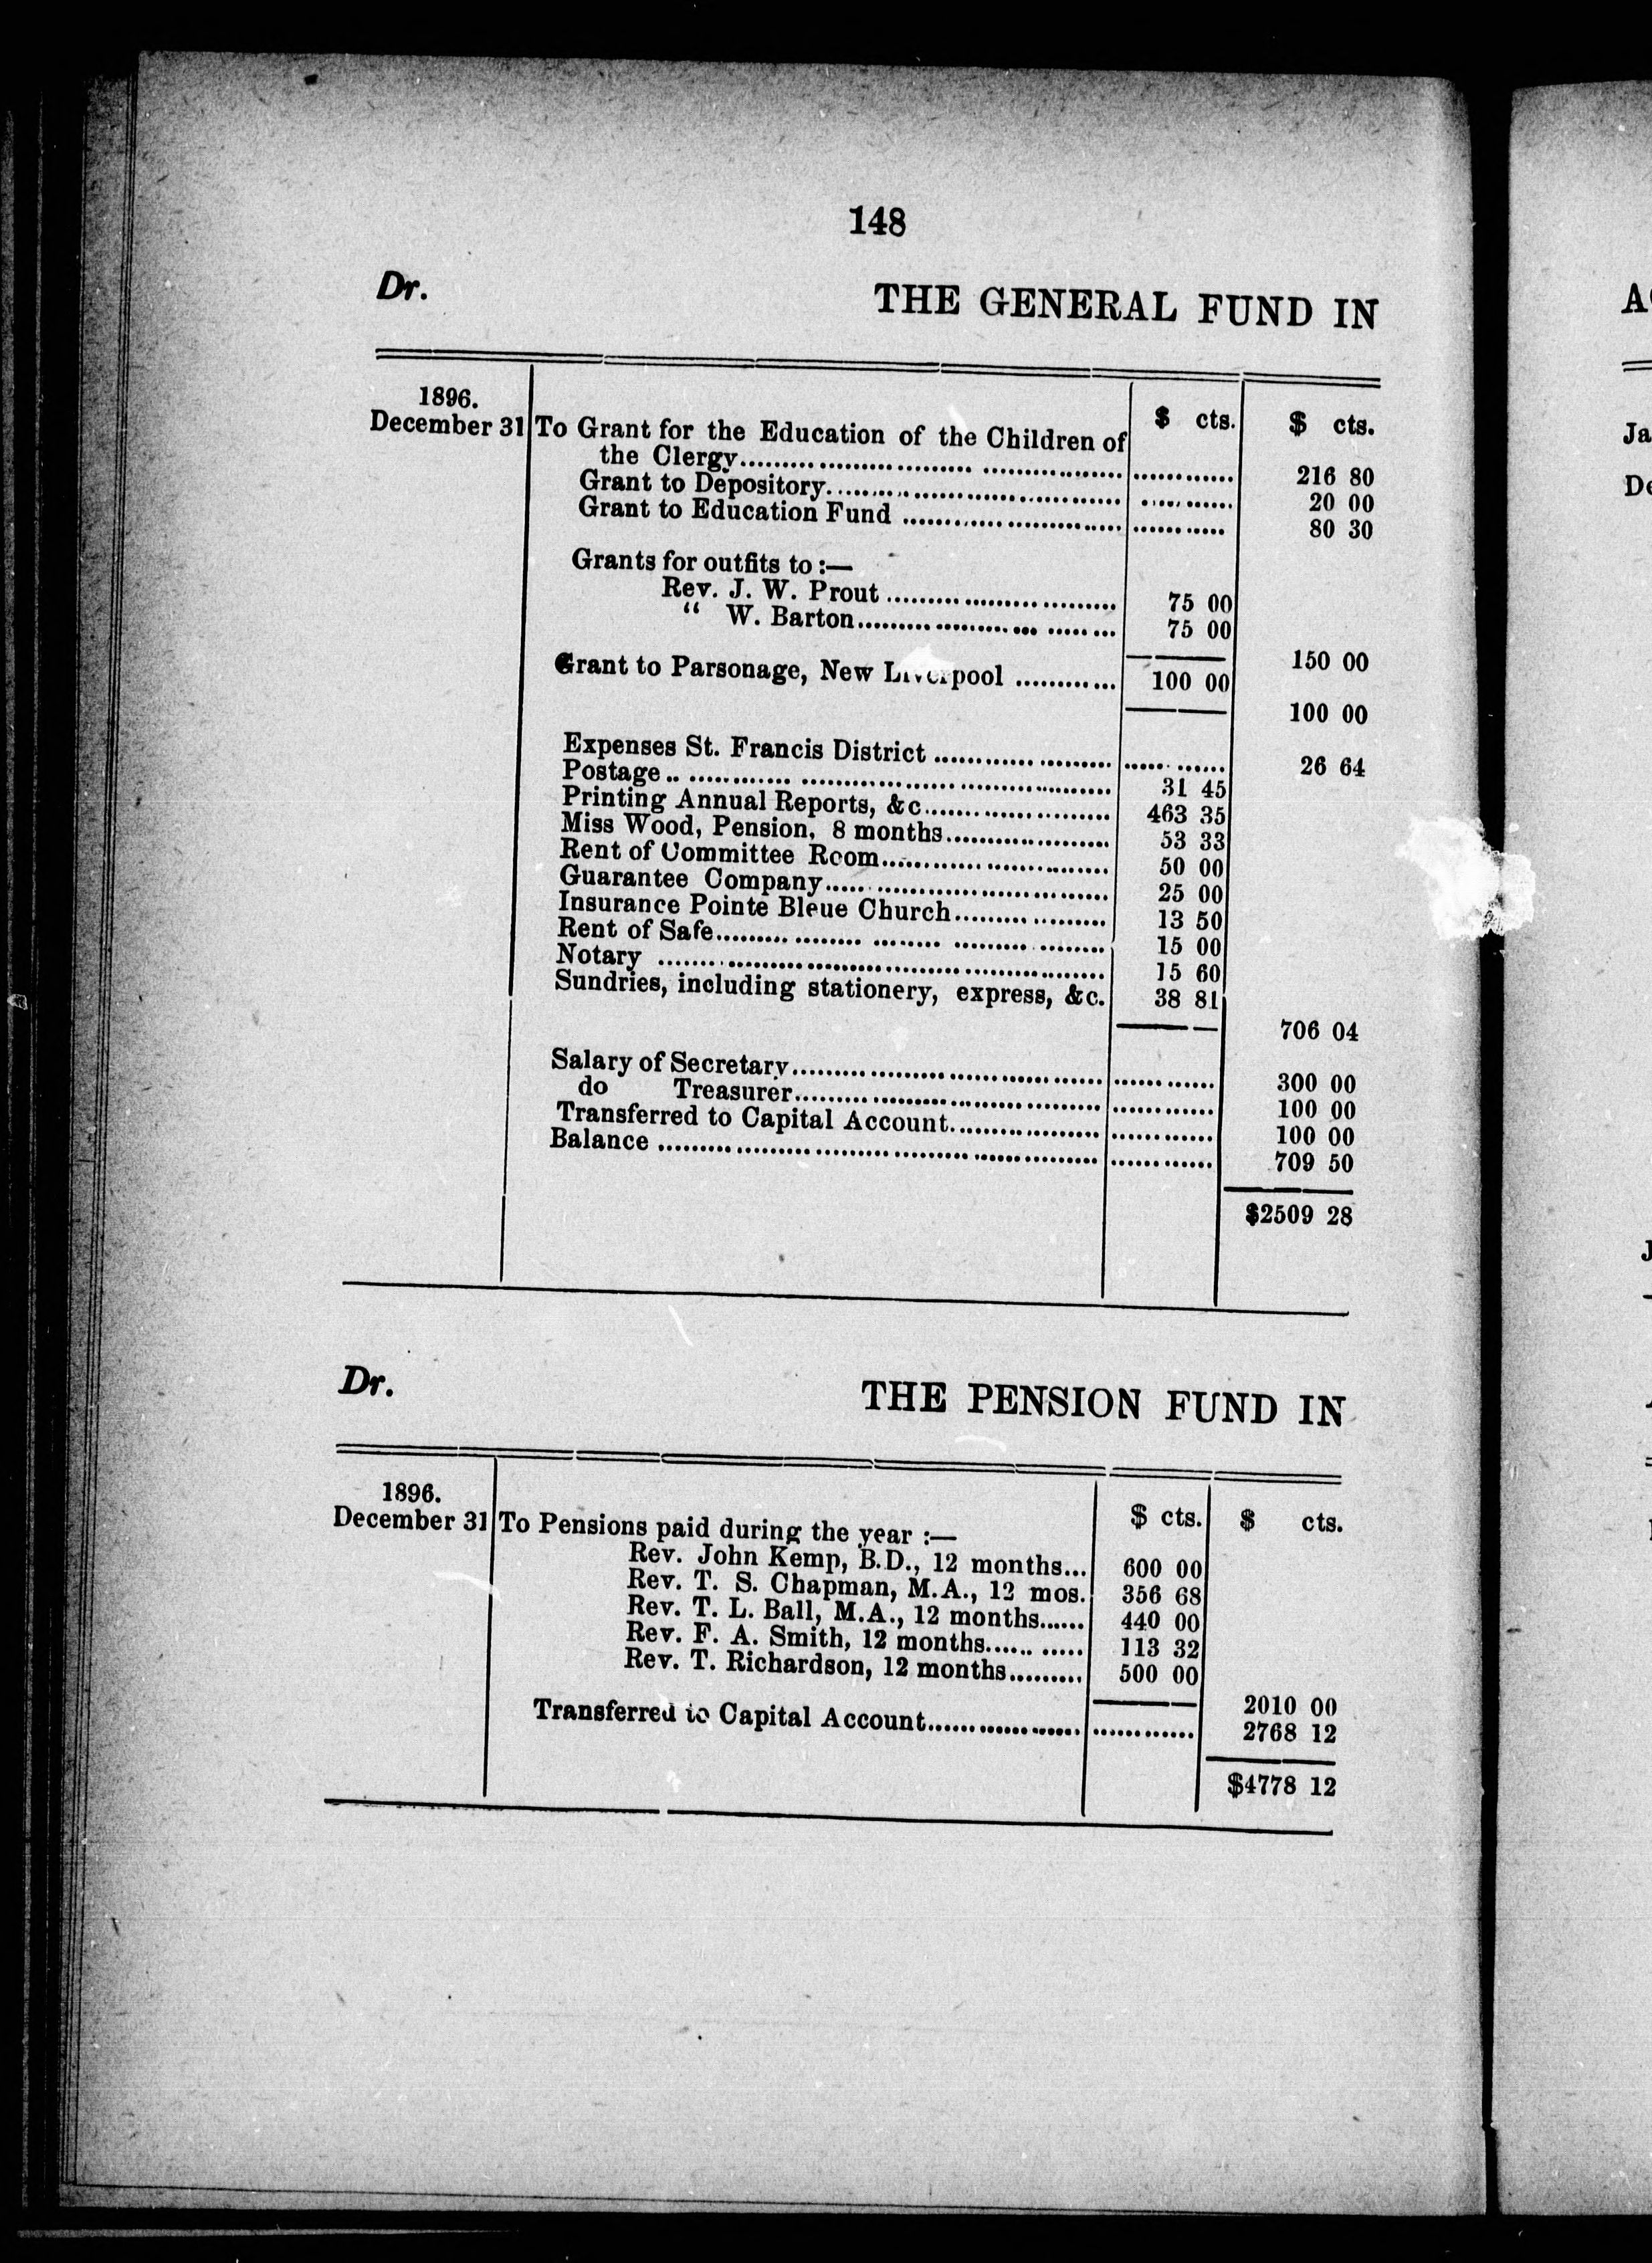 148
Dr. THE GENERAL FUND IN
1896.
$ cts. $ cts.
December 31 To Grant for the Education of the Children of
the Clergy 216 80
Grant to Depository 20 00
Grant to Education Fund 80 30
Grants for outfits to :—
Rev. J. W. Prout 75 00
“ W. Barton 75 00
150 00
Grant to Parsonage, New Liverpool 100 00
100 00
Expenses St. Francis District 26 64
Postage 31 45
Printing Annual Reports, &c 463 35
Miss Wood, Pension, 8 months 53 33
Rent of Committee Room 50 00
Guarantee Company 25 00
Insurance Pointe Bleue Church 13 50
Rent of Safe 15 00
Notary 15 60
Sundries, including stationery, express, &c. 38 81
706 04
Salary of Secretary 300 00
do Treasurer 100 00
Transferred to Capital Account 100 00
Balance 709 50
$2509 28
Dr. THE PENSION FUND IN
1896.
$ cts. $ cts.
December 31 To Pensions paid during the year :—
Rev. John Kemp, B.D., 12 months... 600 00
Rev. T. S. Chapman, M.A., 12 mos. 356 68
Rev. T. L. Ball, M.A., 12 months 440 00
Rev. F. A. Smith, 12 months 113 32
Rev. T. Richardson, 12 months 500 00
2010 00
Transferred to Capital Account 2768 12
$4778 12